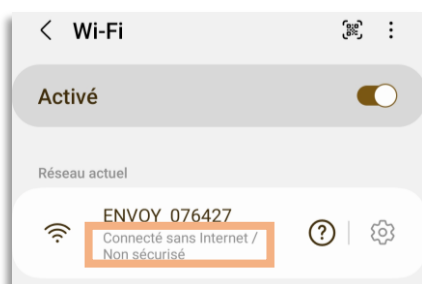 Wi-Fi
Activé
Réseau actuel
ENVOY_076427
Connecté sans Internet /
Non sécurisé